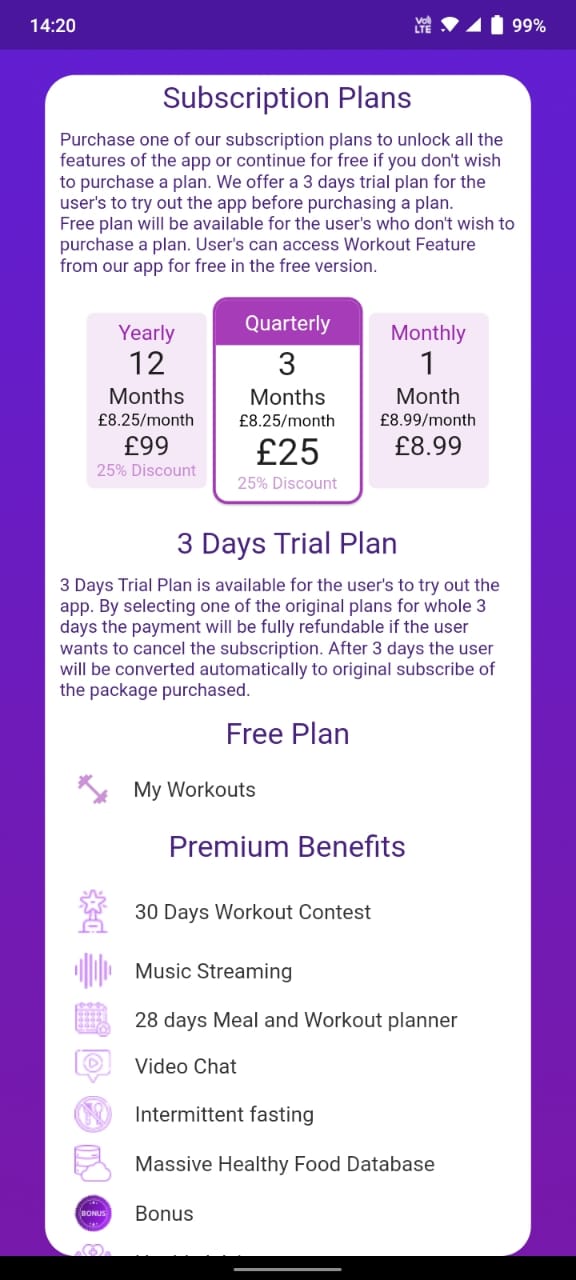 14:20
Vo) LTE 99%
Subscription Plans
Purchase one of our subscription plans to unlock all the
features of the app or continue for free if you don't wish
to purchase a plan. We offer a 3 days trial plan for the
user's to try out the app before purchasing a plan.
Free plan will be available for the user's who don't wish to
purchase a plan. User's can access Workout Feature
from our app for free in the free version.
Yearly
12
Months
£8.25/month
£99
25% Discount
Quarterly
3
Months
£8.25/month
£25
25% Discount
Monthly
1
Month
£8.99/month
£8.99
3 Days Trial Plan
3 Days Trial Plan is available for the user's to try out the
app. By selecting one of the original plans for whole 3
days the payment will be fully refundable if the user
wants to cancel the subscription. After 3 days the user
will be converted automatically to original subscribe of
the package purchased.
Free Plan
My Workouts
Premium Benefits
30 Days Workout Contest
Music Streaming
28 days Meal and Workout planner
Video Chat
Intermittent fasting
Massive Healthy Food Database
BONUS
Bonus